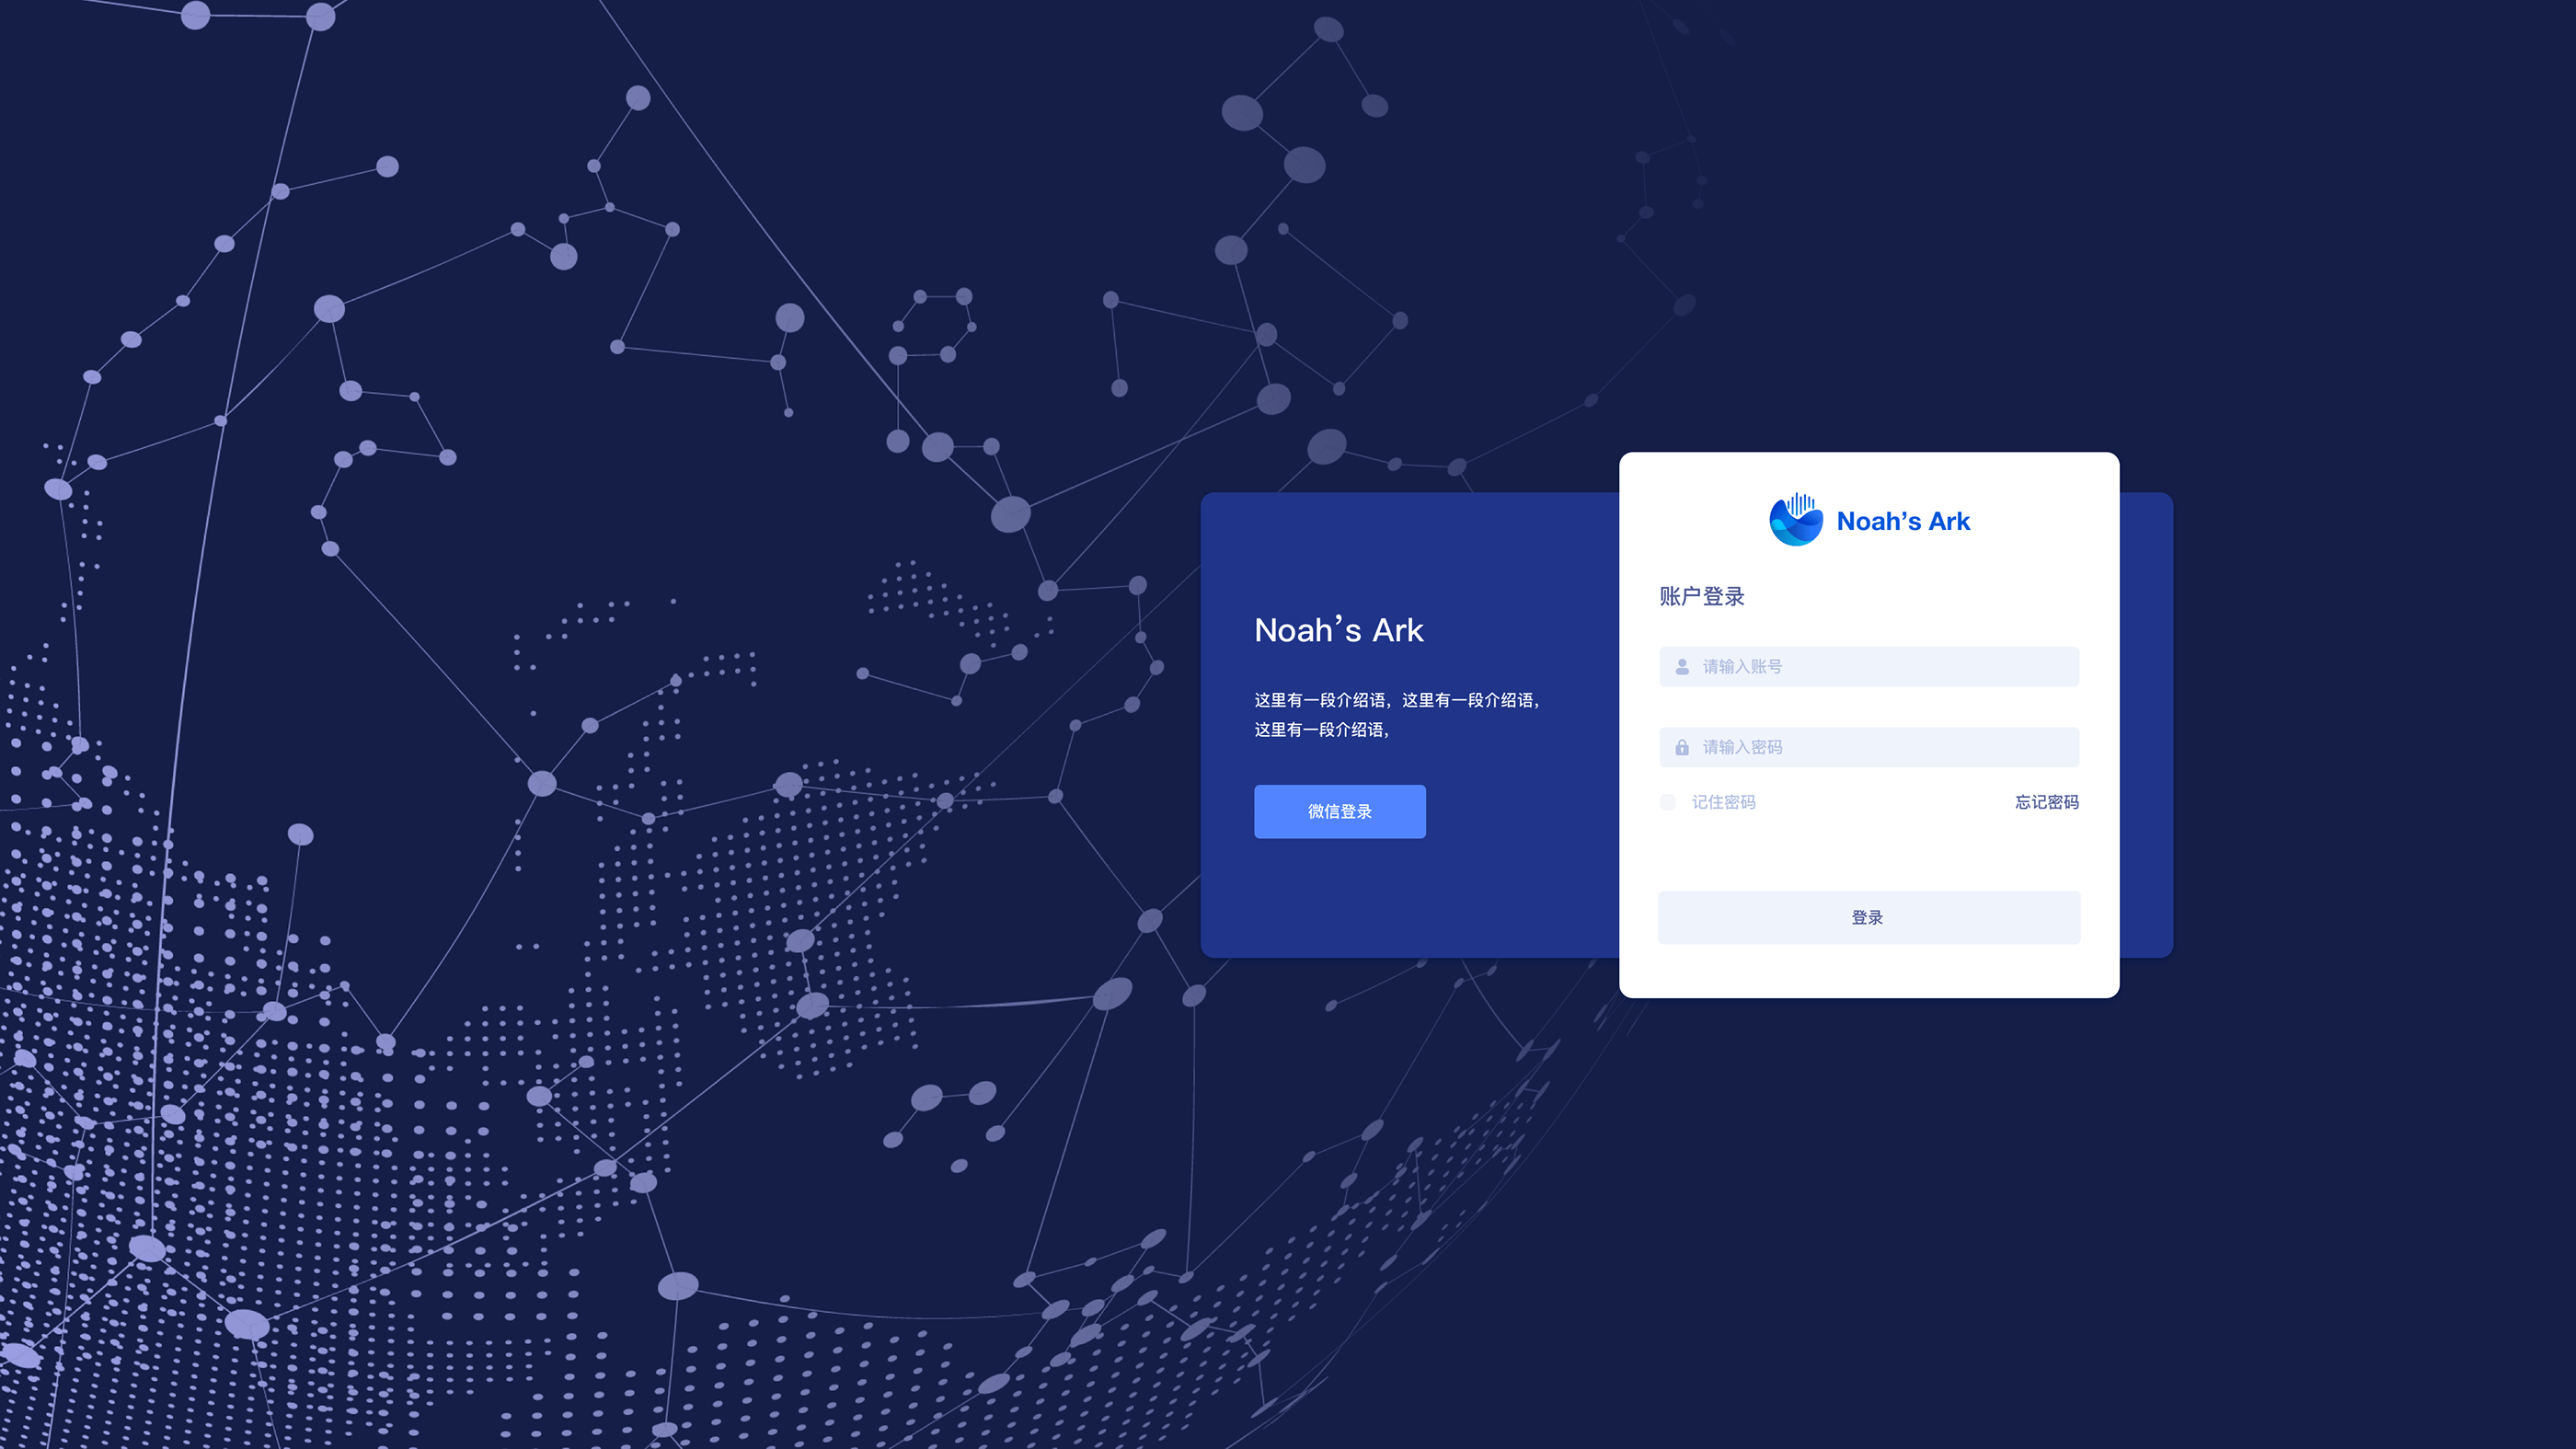 Noah’s Ark
这里有一段介绍语，这里有一段介绍语，
这里有一段介绍语，
微信登录
Noah’s Ark
账户登录
请输入账号
请输入密码
记住密码
忘记密码
登录